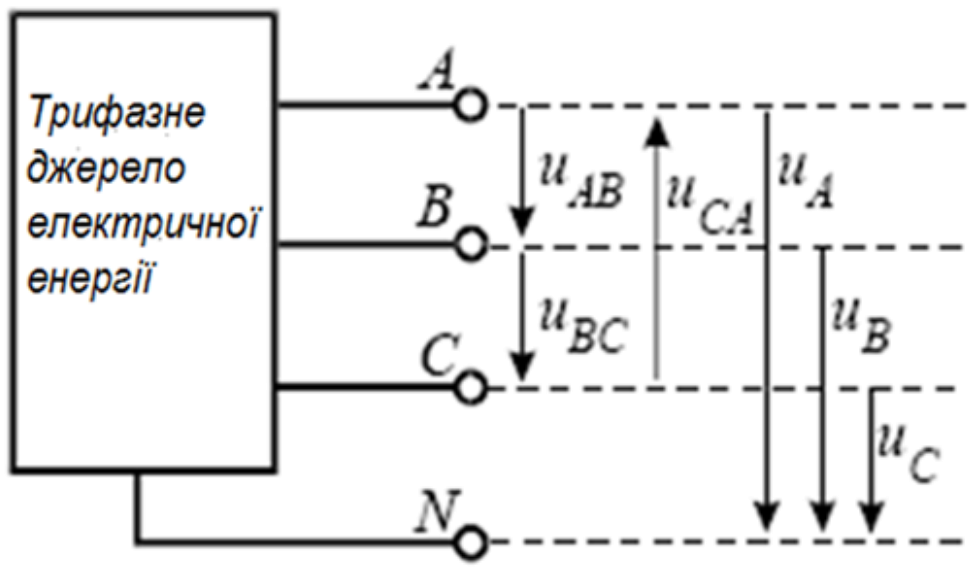 Трифазне
джерело
електричної
енергії
A
B
C
N
u_AB
u_BC
u_CA
u_A
u_B
u_C